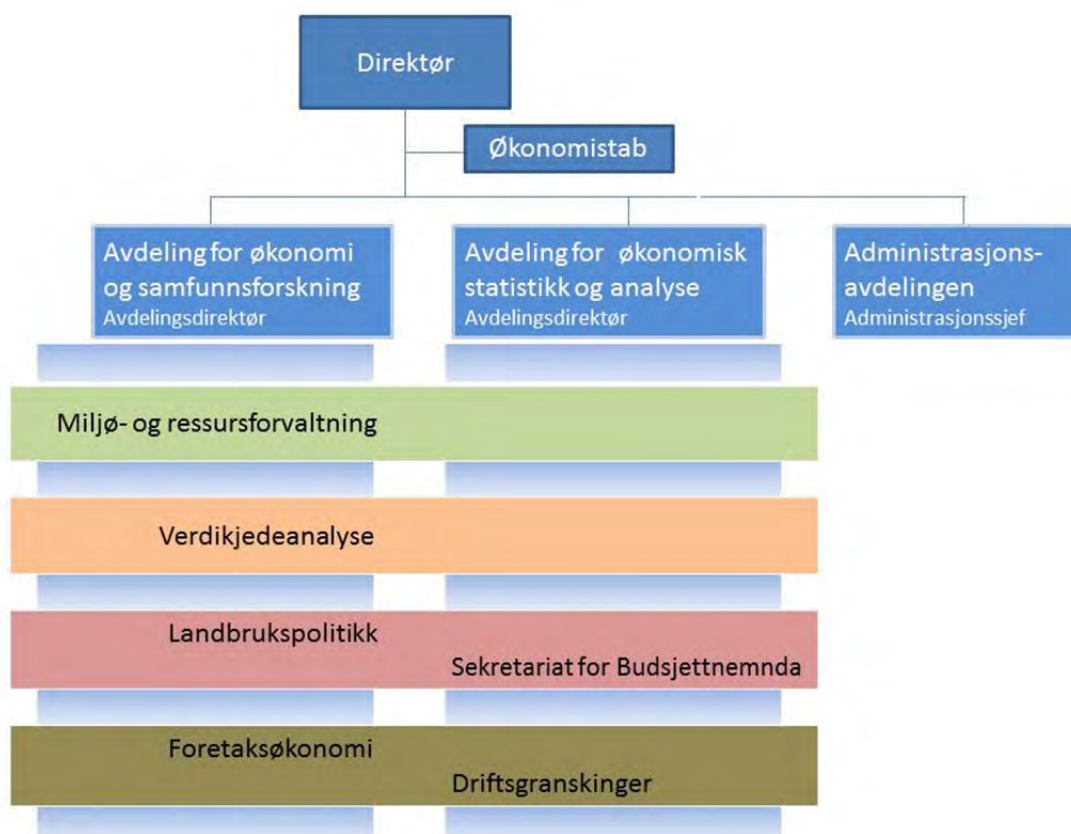 Direktør
Økonomistab
Avdeling for økonomi
og samfunnsforskning
Avdelingsdirektør
Avdeling for økonomisk
statistikk og analyse
Avdelingsdirektør
Administrasjons-
avdelingen
Administrasjonssjef
Miljø- og ressursforvaltning
Verdikjedeanalyse
Landbrukspolitikk
Sekretariat for Budsjettnemnda
Foretaksøkonomi
Driftsgranskinger